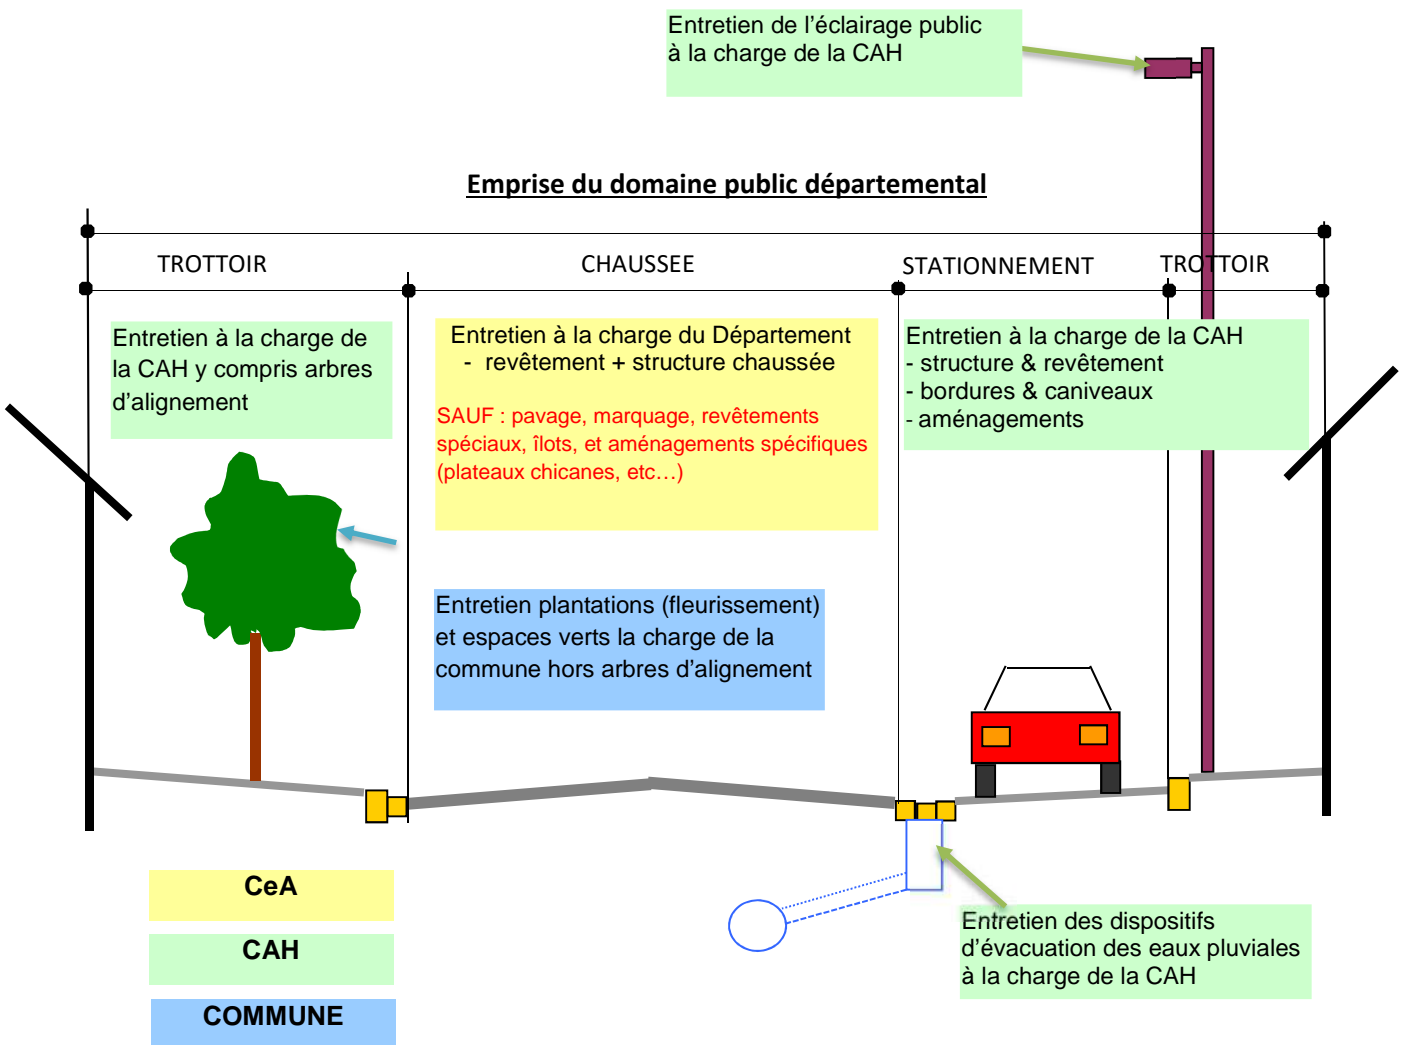 Entretien de l'éclairage public
à la charge de la CAH
Emprise du domaine public départemental
TROTTOIR
CHAUSSEE
STATIONNEMENT
TROTTOIR
Entretien à la charge de
la CAH y compris arbres
d'alignement
Entretien à la charge du Département
- revêtement + structure chaussée
SAUF : pavage, marquage, revêtements
spéciaux, îlots, et aménagements spécifiques
(plateaux chicanes, etc…)
Entretien à la charge de la CAH
- structure & revêtement
- bordures & caniveaux
- aménagements
Entretien plantations (fleurissement)
et espaces verts la charge de la
commune hors arbres d'alignement
CeA
CAH
COMMUNE
Entretien des dispositifs
d'évacuation des eaux pluviales
à la charge de la CAH